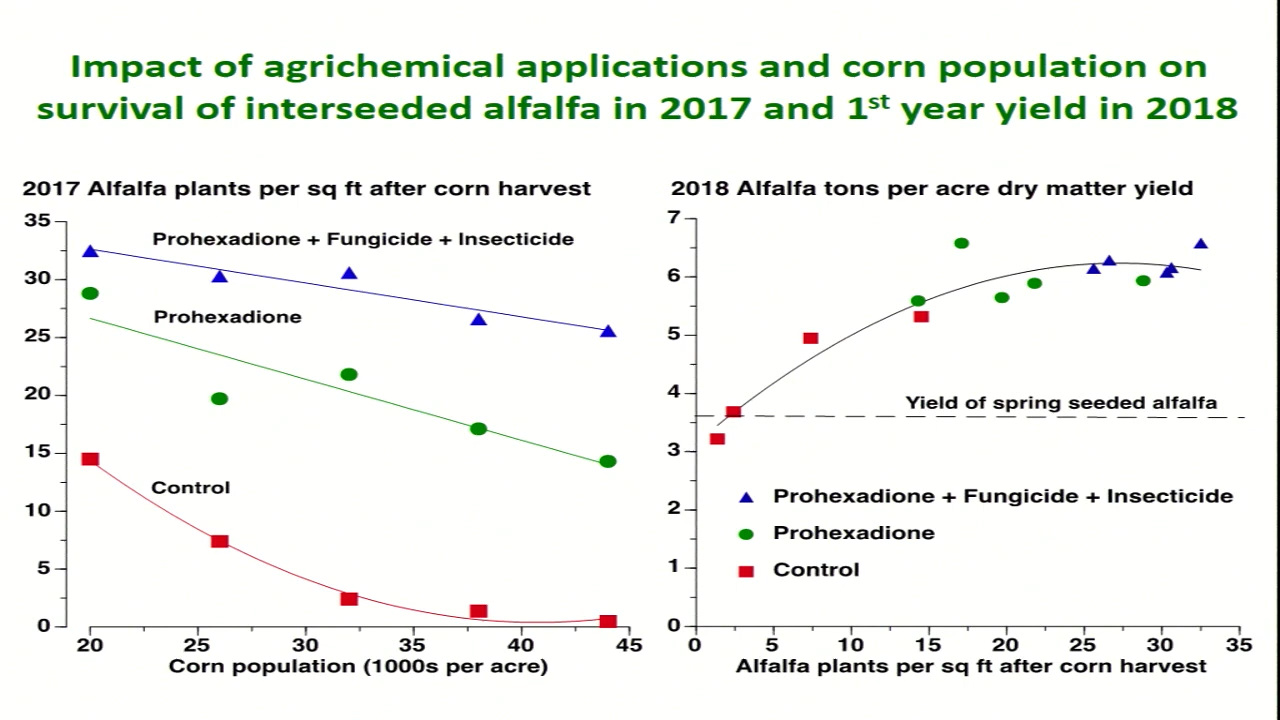 Impact of agrichemical applications and corn population on
survival of interseeded alfalfa in 2017 and 1st year yield in 2018
2017 Alfalfa plants per sq ft after corn harvest
35
30
25
20
15
10
5
0
Prohexadione + Fungicide + Insecticide
Prohexadione
Control
20 25 30 35 40 45
Corn population (1000s per acre)
2018 Alfalfa tons per acre dry matter yield
7
6
5
4
3
2
1
0
Yield of spring seeded alfalfa
Prohexadione + Fungicide + Insecticide
Prohexadione
Control
0 5 10 15 20 25 30 35
Alfalfa plants per sq ft after corn harvest